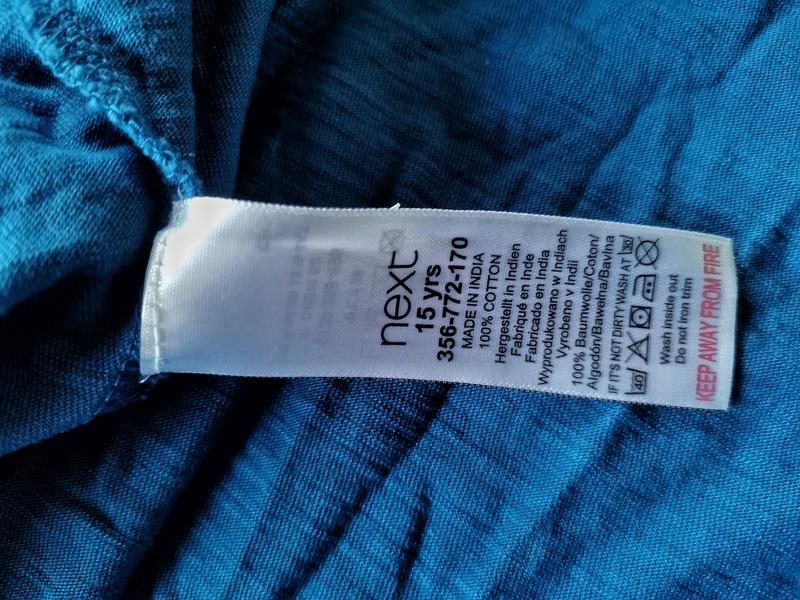 next
15 yrs
356-772-170
MADE IN INDIA
100% COTTON
Hergestellt in Indien
Fabriqué en Inde
Fabricado en India
Wyprodukowano w Indiach
Vyrobeno v Indii
100% Baumwolle/Coton/
Algodón/Bawełna/Bavlna
IF IT'S NOT DIRTY WASH AT 30
40
Wash inside out
Do not iron trim
KEEP AWAY FROM FIRE